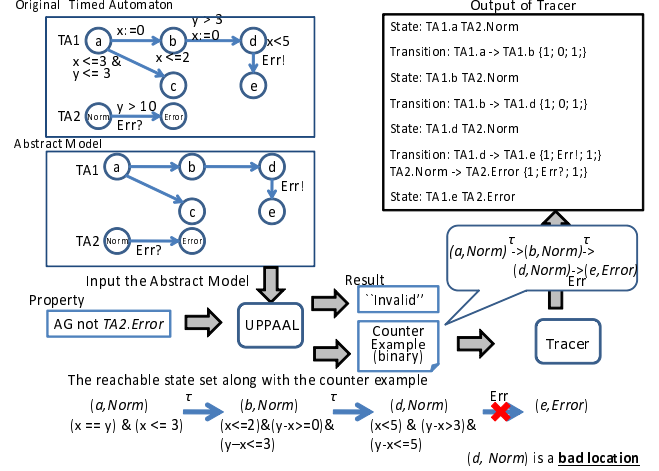 Original Timed Automaton
Output of Tracer
TA1
a
x:=0
b
y > 3
x:=0
d
x<5
x <=3 &
y <= 3
x <=2
Err!
c
e
TA2
Norm
y > 10
Err?
Error
State: TA1.a TA2.Norm
Transition: TA1.a -> TA1.b {1; 0; 1;}
State: TA1.b TA2.Norm
Transition: TA1.b -> TA1.d {1; 0; 1;}
State: TA1.d TA2.Norm
Transition: TA1.d -> TA1.e {1; Err!; 1;}
TA2.Norm -> TA2.Error {1; Err?; 1;}
State: TA1.e TA2.Error
Abstract Model
TA1
a
b
d
Err!
c
e
TA2
Norm
Err?
Error
Input the Abstract Model
Result
τ τ
(a,Norm) ->(b,Norm)->
(d,Norm)->(e,Error)
Err
Property
AG not TA2.Error
UPPAAL
``Invalid''
Counter
Example
(binary)
Tracer
The reachable state set along with the counter example
(a,Norm) τ (b,Norm) τ (d,Norm) Err (e,Error)
(x == y) & (x <= 3)
(x<=2)&(y-x>=0)&
(y–x<=3)
(x<5) & (y-x>3)&
(y-x<=5)
(d, Norm) is a bad location